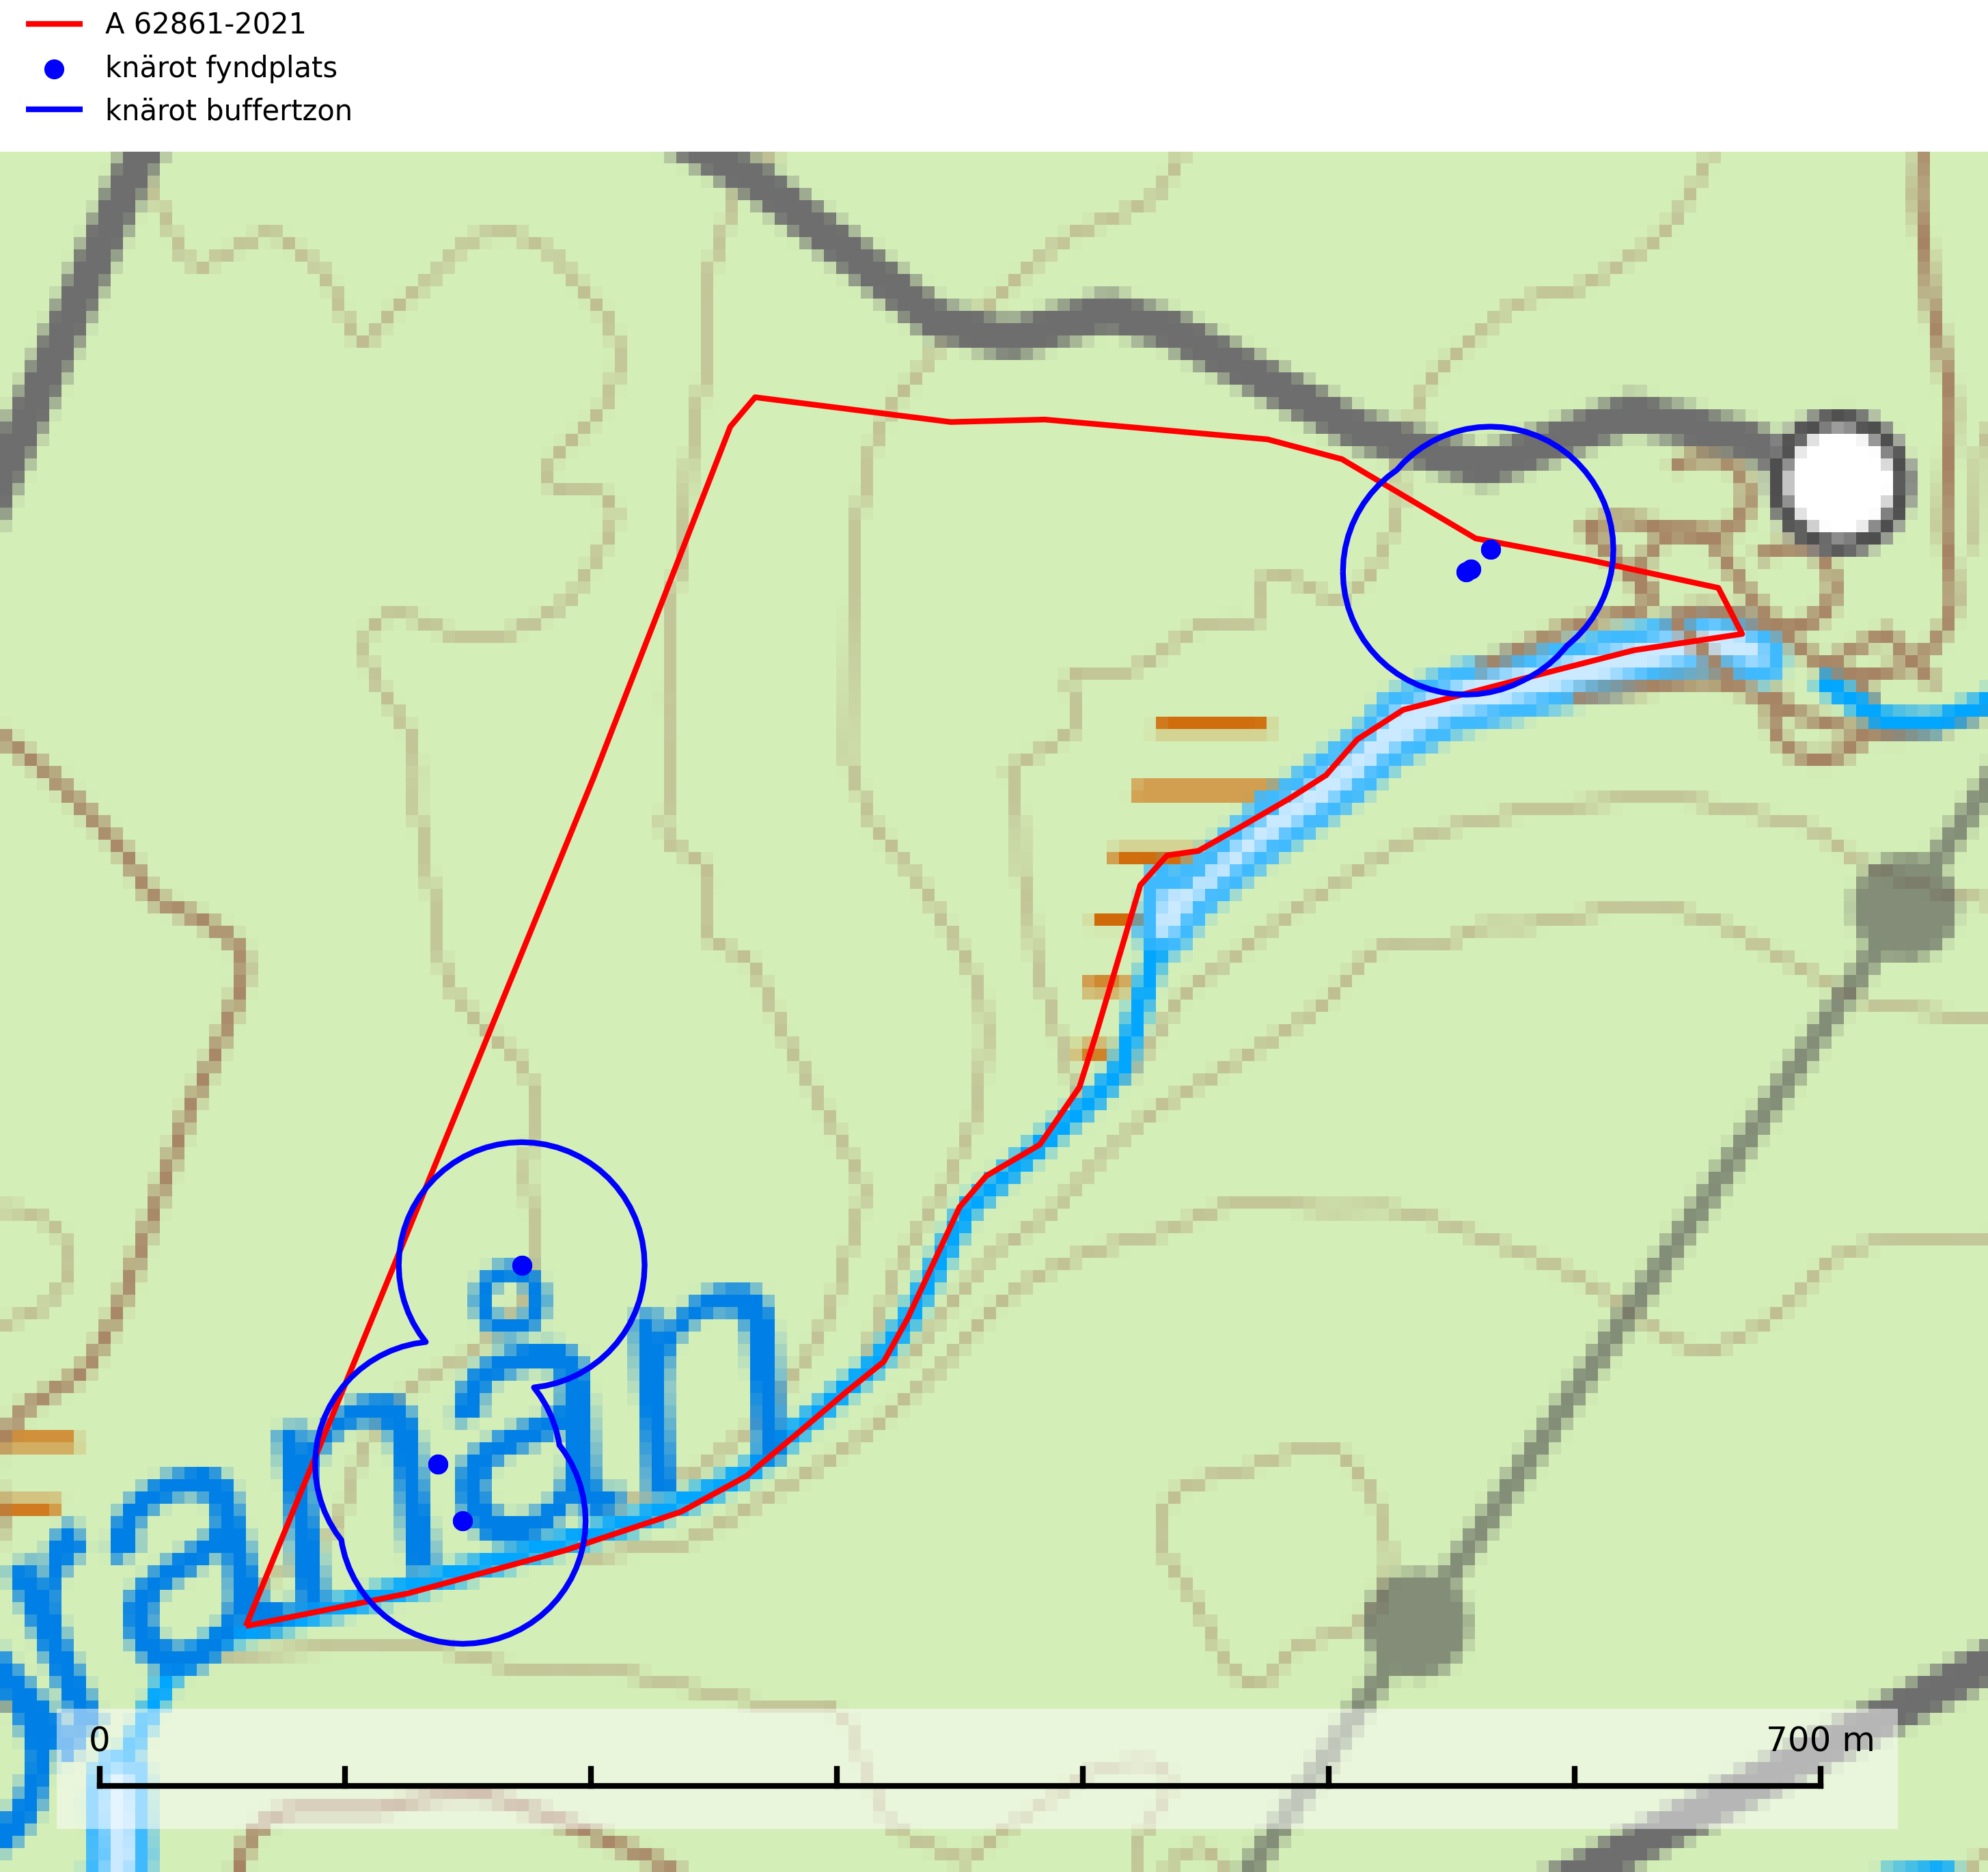 A 62861-2021
knärot fyndplats
knärot buffertzon
0
700 m